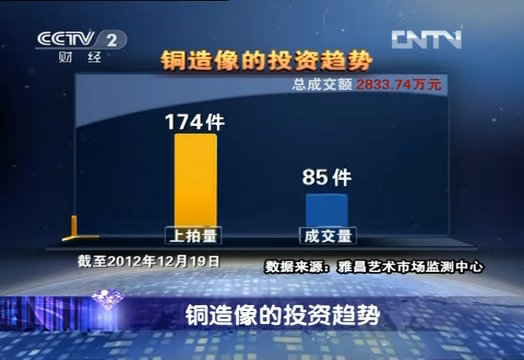 CCTV 2
财经
CNTV
铜造像的投资趋势
总成交额 2833.74万元
174件
85件
上拍量
成交量
截至2012年12月19日
数据来源：雅昌艺术市场监测中心
铜造像的投资趋势